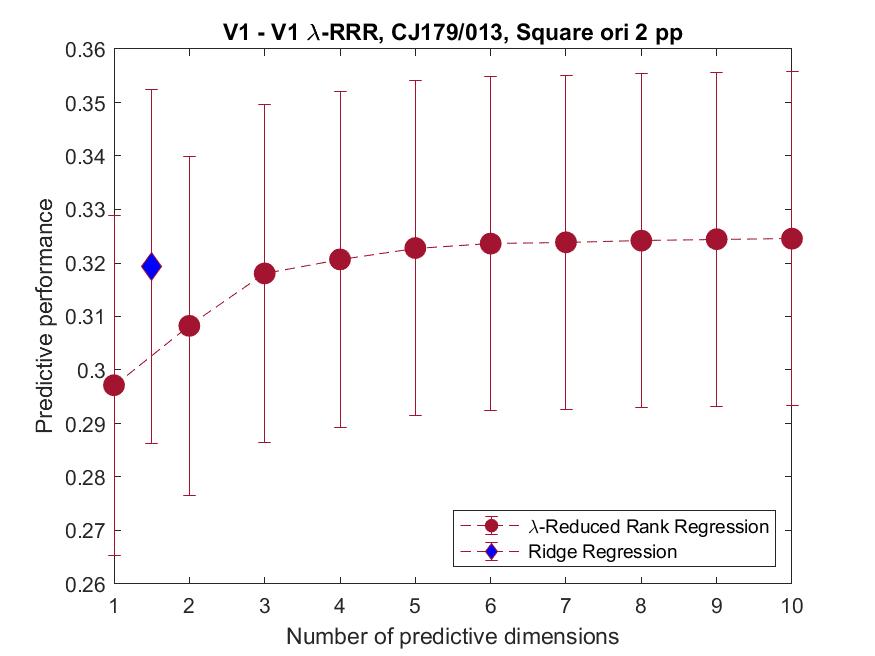 V1 - V1 λ-RRR, CJ179/013, Square ori 2 pp
0.36
0.35
0.34
0.33
0.32
0.31
0.3
0.29
0.28
0.27
0.26
Predictive performance
λ-Reduced Rank Regression
Ridge Regression
1 2 3 4 5 6 7 8 9 10
Number of predictive dimensions